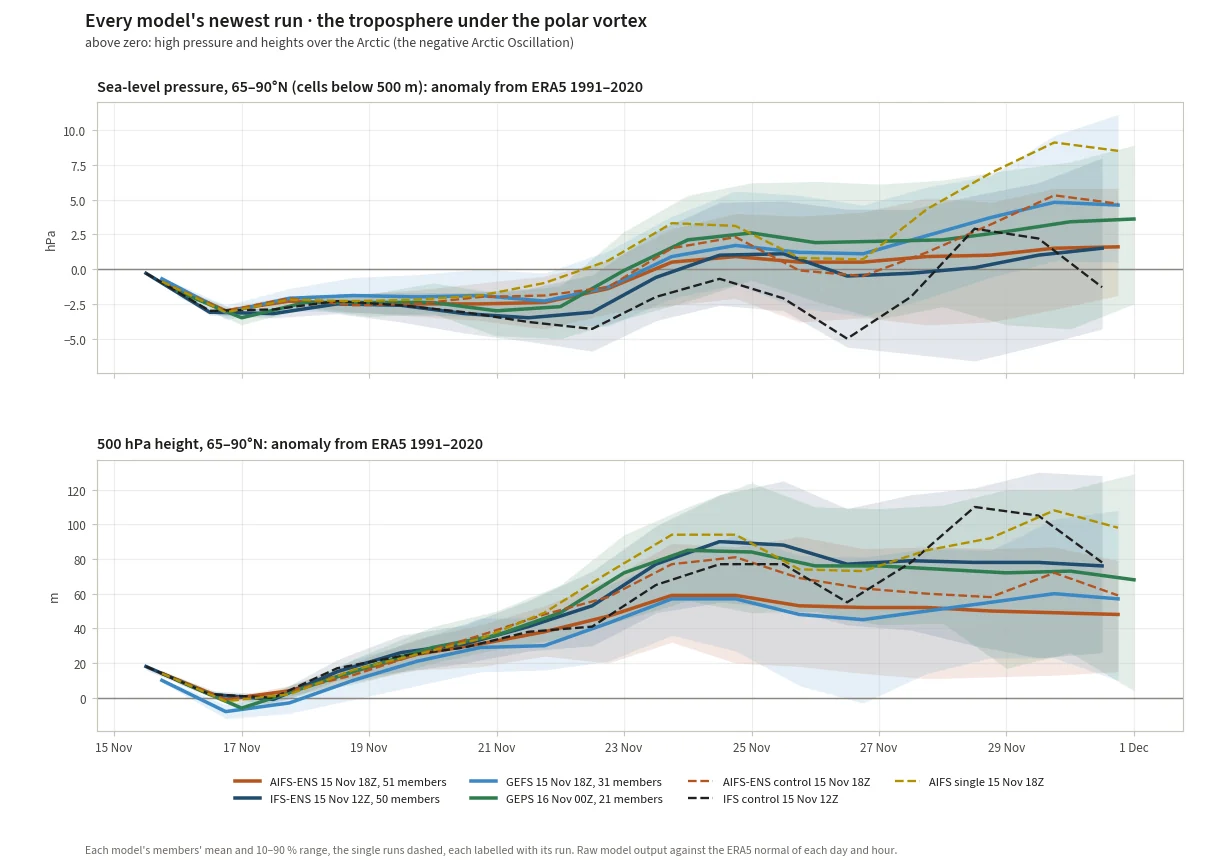 Every model's newest run · the troposphere under the polar vortex
above zero: high pressure and heights over the Arctic (the negative Arctic Oscillation)
Sea-level pressure, 65–90°N (cells below 500 m): anomaly from ERA5 1991–2020
10.0
7.5
5.0
2.5
0.0
−2.5
−5.0
hPa
500 hPa height, 65–90°N: anomaly from ERA5 1991–2020
120
100
80
60
40
20
0
m
15 Nov 17 Nov 19 Nov 21 Nov 23 Nov 25 Nov 27 Nov 29 Nov 1 Dec
AIFS-ENS 15 Nov 18Z, 51 members GEFS 15 Nov 18Z, 31 members AIFS-ENS control 15 Nov 18Z AIFS single 15 Nov 18Z
IFS-ENS 15 Nov 12Z, 50 members GEPS 16 Nov 00Z, 21 members IFS control 15 Nov 12Z
Each model's members' mean and 10–90 % range, the single runs dashed, each labelled with its run. Raw model output against the ERA5 normal of each day and hour.